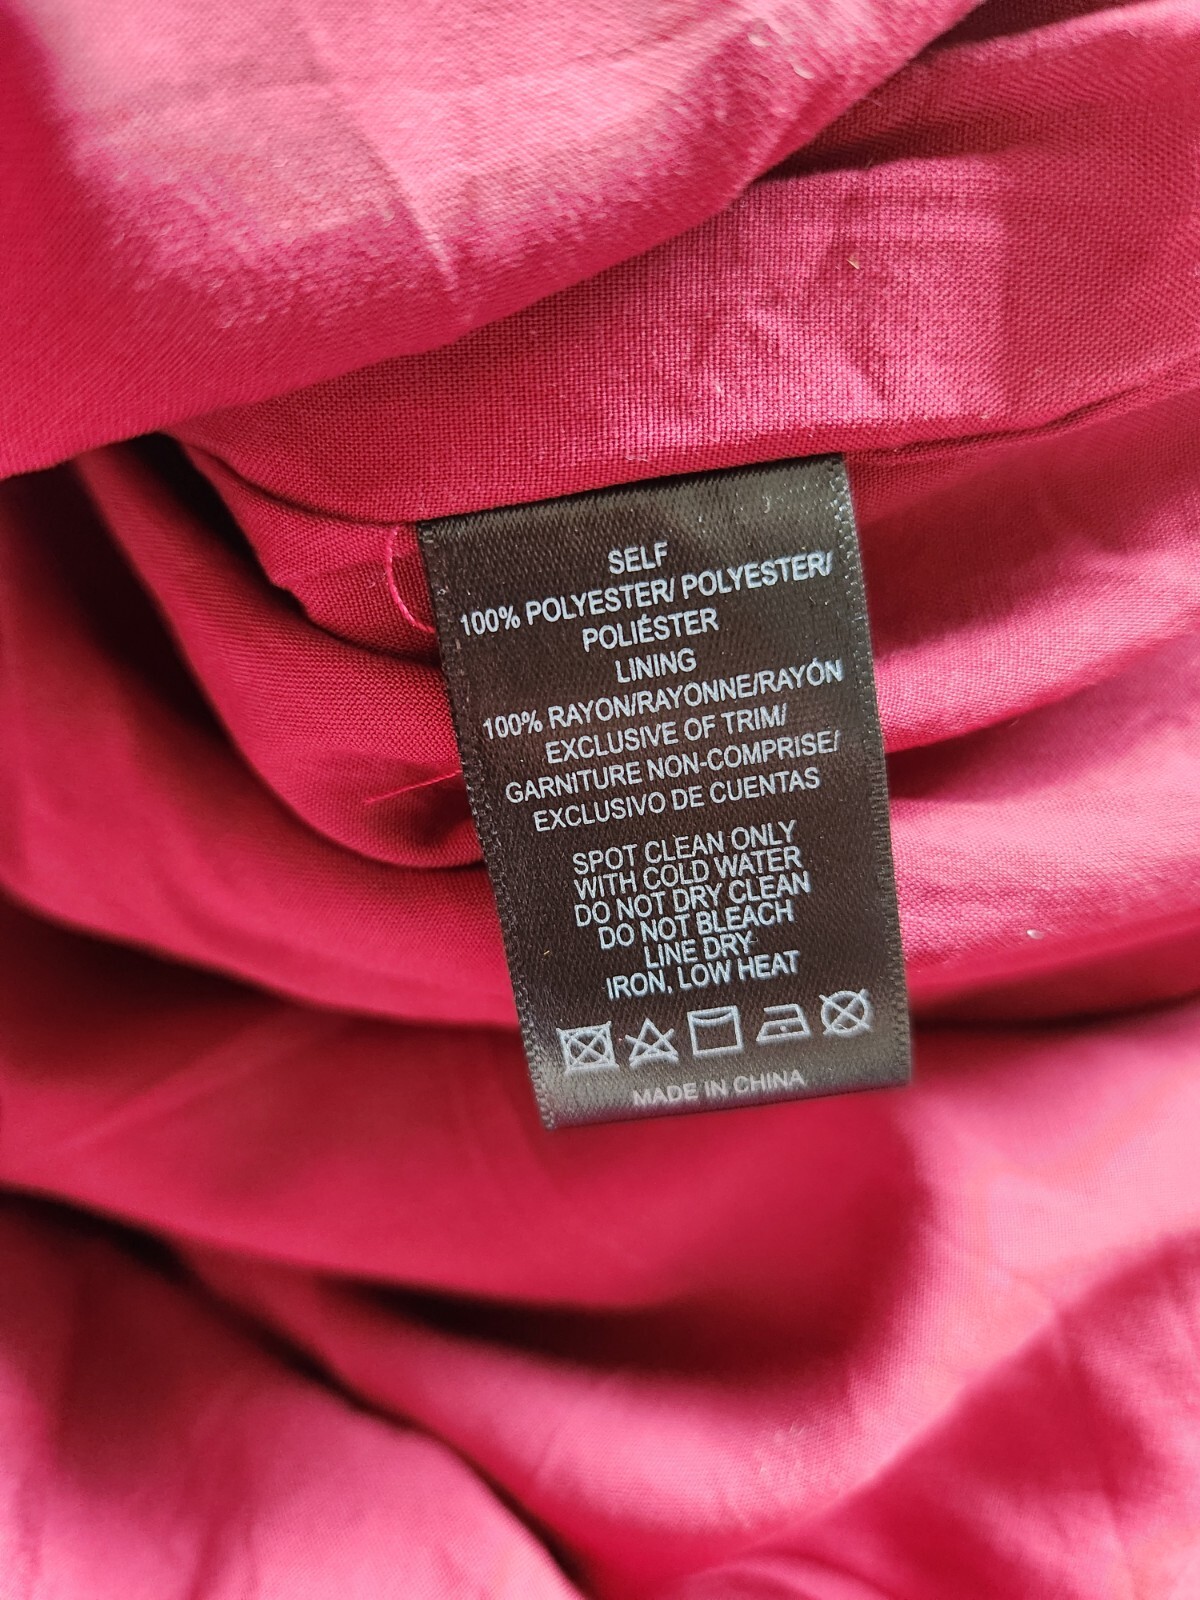 SELF
100% POLYESTER/ POLYESTER/
POLIÉSTER
LINING
100% RAYON/RAYONNE/RAYÓN
EXCLUSIVE OF TRIM/
GARNITURE NON-COMPRISE/
EXCLUSIVO DE CUENTAS
SPOT CLEAN ONLY
WITH COLD WATER
DO NOT DRY CLEAN
DO NOT BLEACH
LINE DRY
IRON, LOW HEAT
MADE IN CHINA